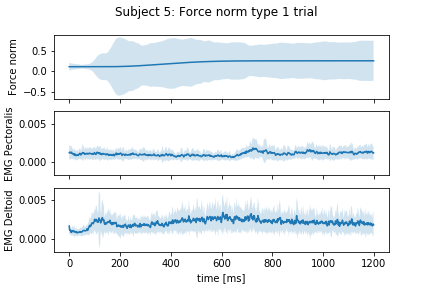 Subject 5: Force norm type 1 trial
Force norm
0.5
0.0
−0.5
EMG Pectoralis
0.005
0.000
EMG Deltoid
0.005
0.000
0 200 400 600 800 1000 1200
time [ms]